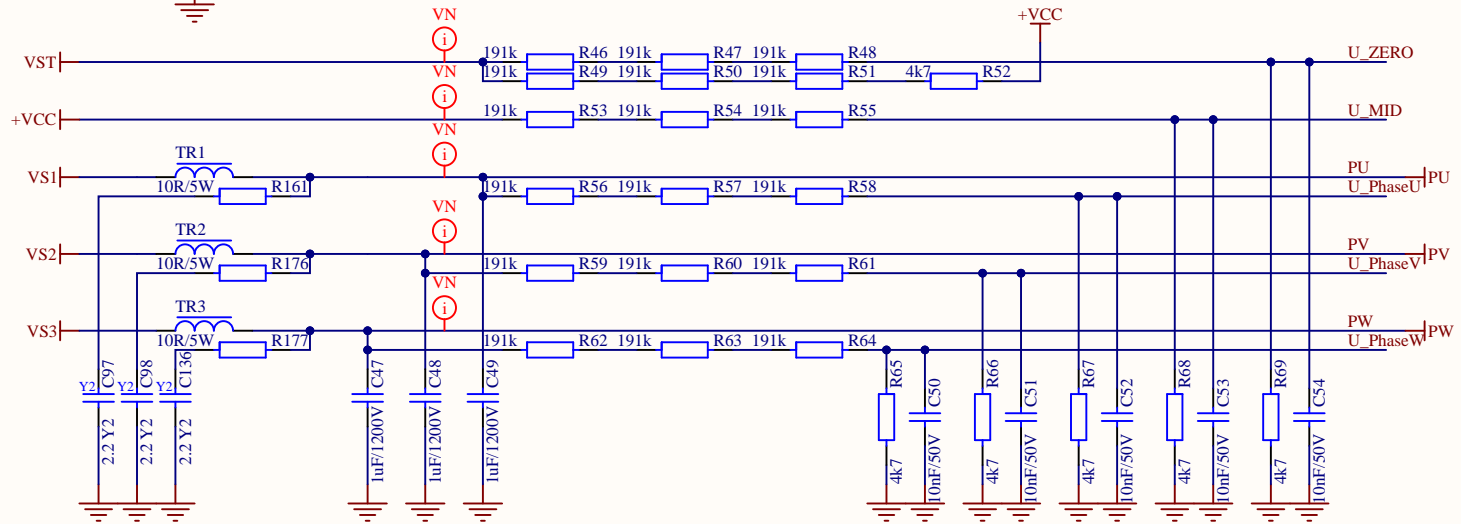 VN
+VCC
VST
191k R46 191k R47 191k R48
U_ZERO
VN
191k R49 191k R50 191k R51 4k7 R52
+VCC
191k R53 191k R54 191k R55
U_MID
VN
TR1
VS1
PU
PU
10R/5W R161
191k R56 191k R57 191k R58
U_PhaseU
VN
TR2
VS2
PV
PV
10R/5W R176
191k R59 191k R60 191k R61
U_PhaseV
VN
TR3
VS3
PW
PW
10R/5W R177
191k R62 191k R63 191k R64
U_PhaseW
Y2 C97
2.2 Y2
Y2 C98
2.2 Y2
Y2 C136
2.2 Y2
C47
1uF/1200V
C48
1uF/1200V
C49
1uF/1200V
R65
4k7
C50
10nF/50V
R66
4k7
C51
10nF/50V
R67
4k7
C52
10nF/50V
R68
4k7
C53
10nF/50V
R69
4k7
C54
10nF/50V